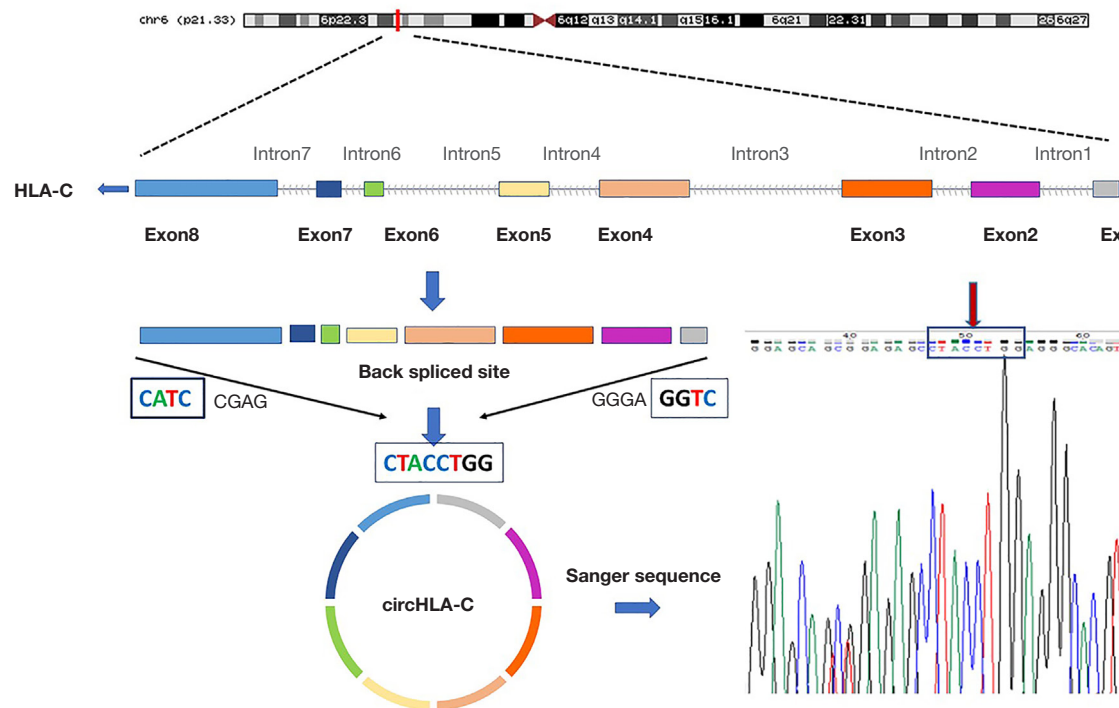 chr6 (p21.33) 6p22.3 6q12 q13 q14.1 q15 16.1 6q21 22.31 26 6q27
Intron7 Intron6 Intron5 Intron4 Intron3 Intron2 Intron1
HLA-C
Exon8 Exon7 Exon6 Exon5 Exon4 Exon3 Exon2 Ex
40 50 60
G G A G C A G C G G A G A G C C T A C C T G G A G G G C A C A G T
Back spliced site
CATC CGAG GGGA GGTC
CTACCTGG
Sanger sequence
circHLA-C